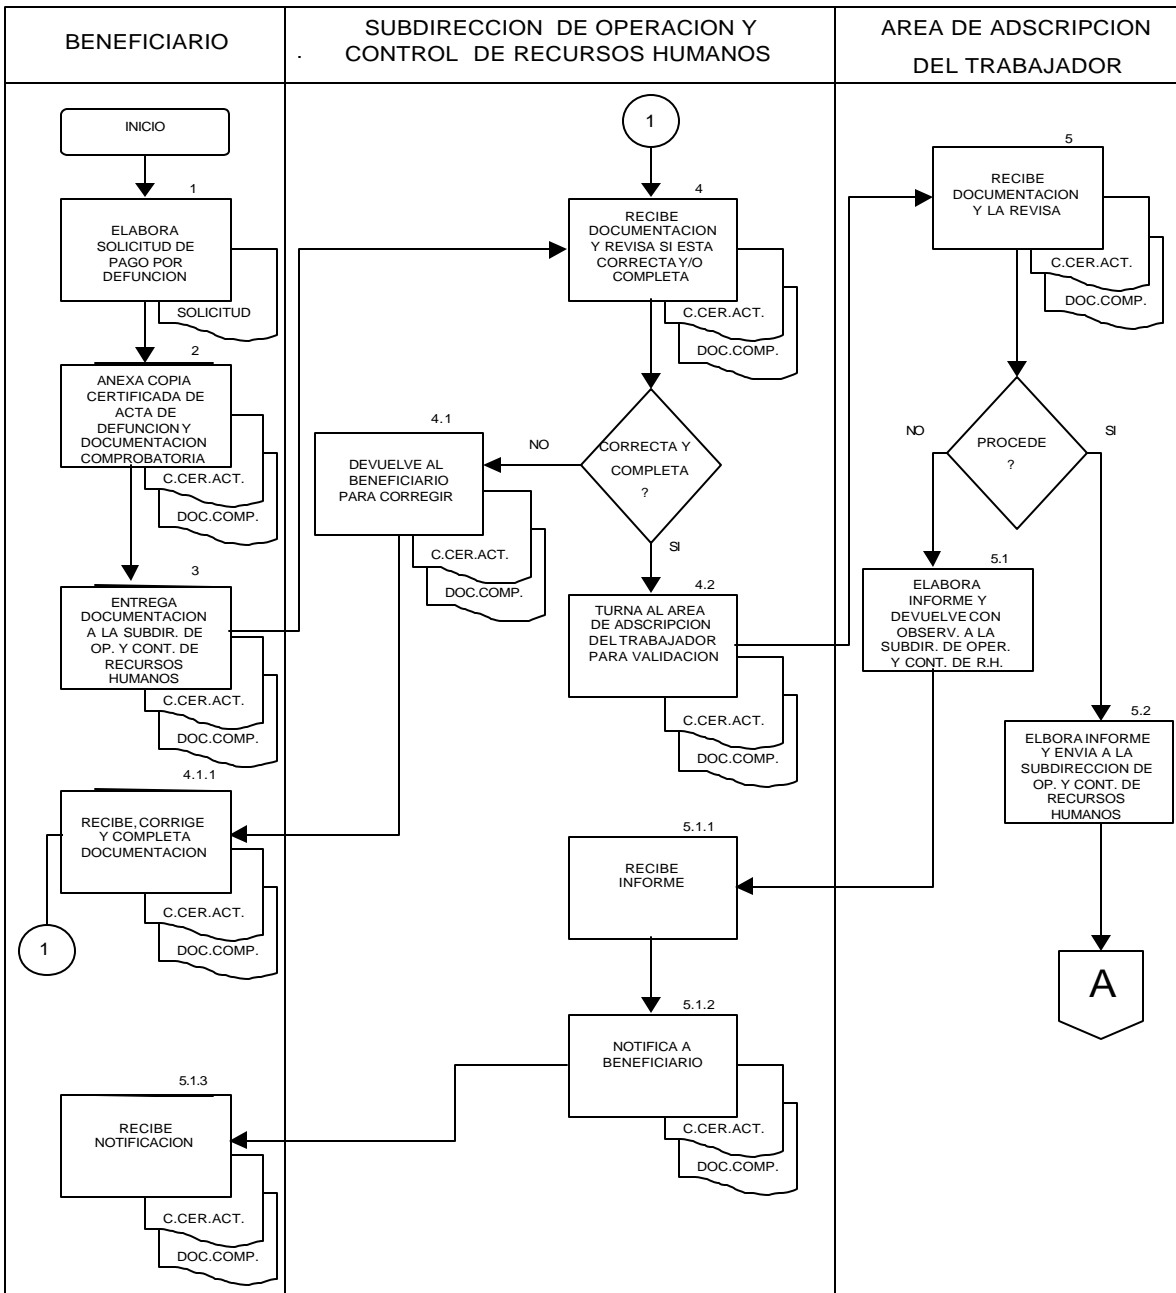 BENEFICIARIO
SUBDIRECCION DE OPERACION Y
. CONTROL DE RECURSOS HUMANOS
AREA DE ADSCRIPCION
DEL TRABAJADOR
INICIO
1
ELABORA
SOLICITUD DE
PAGO POR
DEFUNCION
SOLICITUD
2
ANEXA COPIA
CERTIFICADA DE
ACTA DE
DEFUNCION Y
DOCUMENTACION
COMPROBATORIA
C.CER.ACT.
DOC.COMP.
3
ENTREGA
DOCUMENTACION
A LA SUBDIR. DE
OP. Y CONT. DE
RECURSOS
HUMANOS
C.CER.ACT.
DOC.COMP.
4.1.1
RECIBE, CORRIGE
Y COMPLETA
DOCUMENTACION
C.CER.ACT.
DOC.COMP.
1
5.1.3
RECIBE
NOTIFICACION
C.CER.ACT.
DOC.COMP.
1
4
RECIBE
DOCUMENTACION
Y REVISA SI ESTA
CORRECTA Y/O
COMPLETA
C.CER.ACT.
DOC.COMP.
CORRECTA Y
COMPLETA
?
NO
SI
4.1
DEVUELVE AL
BENEFICIARIO
PARA CORREGIR
C.CER.ACT.
DOC.COMP.
4.2
TURNA AL AREA
DE ADSCRIPCION
DEL TRABAJADOR
PARA VALIDACION
C.CER.ACT.
DOC.COMP.
5.1.1
RECIBE
INFORME
5.1.2
NOTIFICA A
BENEFICIARIO
C.CER.ACT.
DOC.COMP.
5
RECIBE
DOCUMENTACION
Y LA REVISA
C.CER.ACT.
DOC.COMP.
PROCEDE
?
NO
SI
5.1
ELABORA
INFORME Y
DEVUELVE CON
OBSERV. A LA
SUBDIR. DE OPER.
Y CONT. DE R.H.
5.2
ELBORA INFORME
Y ENVIA A LA
SUBDIRECCION DE
OP. Y CONT. DE
RECURSOS
HUMANOS
A